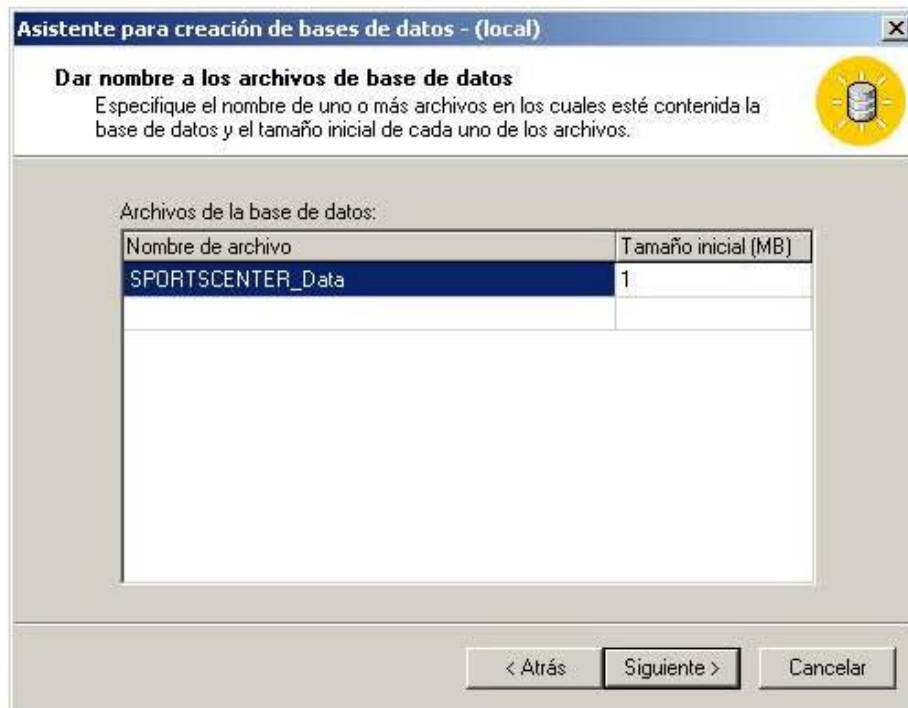 Asistente para creación de bases de datos - (local)
Dar nombre a los archivos de base de datos
Especifique el nombre de uno o más archivos en los cuales esté contenida la
base de datos y el tamaño inicial de cada uno de los archivos.
Archivos de la base de datos:
Nombre de archivo Tamaño inicial (MB)
SPORTSCENTER_Data 1
< Atrás Siguiente > Cancelar